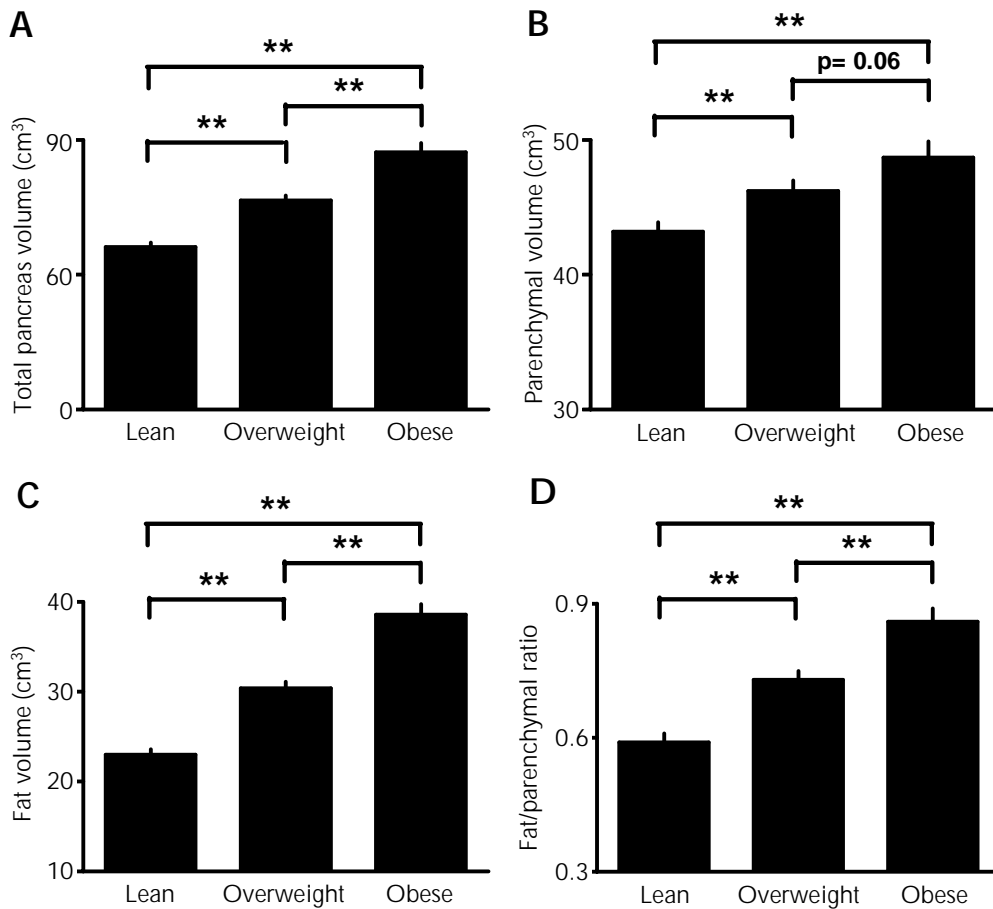 A
**
**
**
Total pancreas volume (cm³)
90
60
0
Lean Overweight Obese
B
**
p= 0.06
**
Parenchymal volume (cm³)
50
40
30
Lean Overweight Obese
C
**
**
**
Fat volume (cm³)
40
30
20
10
Lean Overweight Obese
D
**
**
**
Fat/parenchymal ratio
0.9
0.6
0.3
Lean Overweight Obese